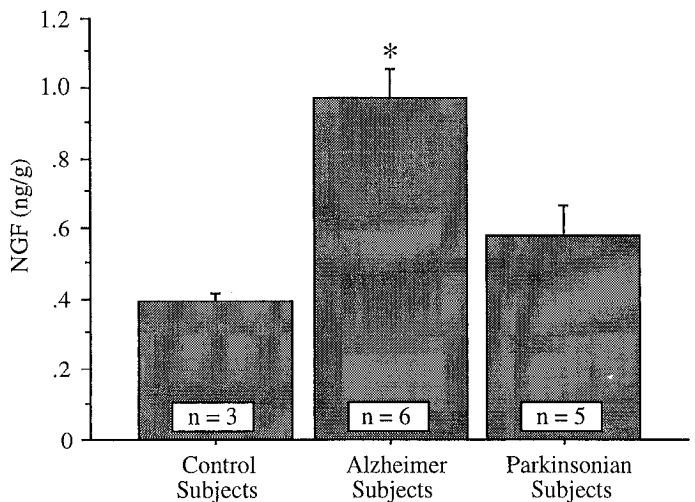 1.2
1.0
.8
.6
.4
.2
0
NGF (ng/g)
*
n = 3
n = 6
n = 5
Control
Subjects
Alzheimer
Subjects
Parkinsonian
Subjects